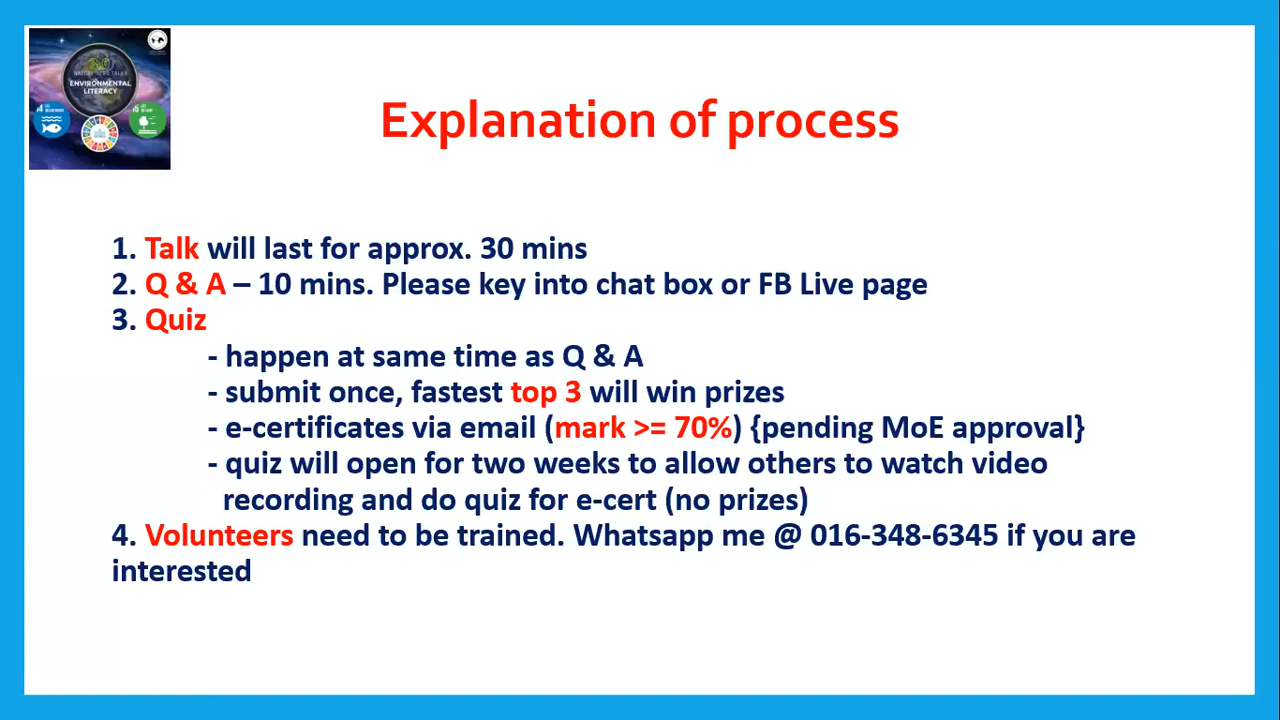 ENVIRONMENTAL
LITERACY
Explanation of process
1. Talk will last for approx. 30 mins
2. Q & A – 10 mins. Please key into chat box or FB Live page
3. Quiz
- happen at same time as Q & A
- submit once, fastest top 3 will win prizes
- e-certificates via email (mark >= 70%) {pending MoE approval}
- quiz will open for two weeks to allow others to watch video
recording and do quiz for e-cert (no prizes)
4. Volunteers need to be trained. Whatsapp me @ 016-348-6345 if you are
interested